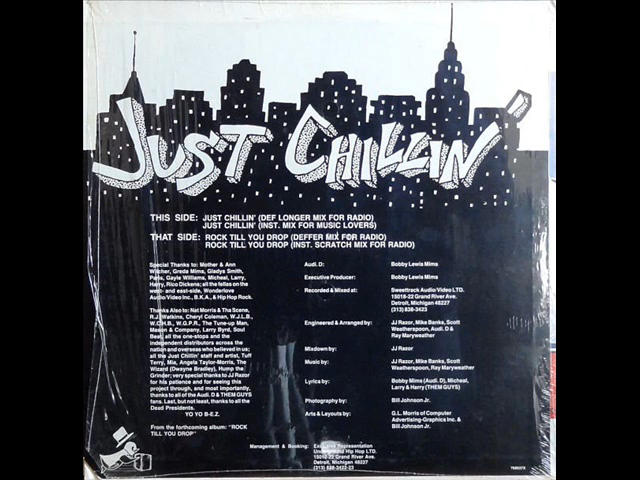 JUST CHILLIN'
THIS SIDE: JUST CHILLIN' (DEF LONGER MIX FOR RADIO)
JUST CHILLIN' (INST. MIX FOR MUSIC LOVERS)
THAT SIDE: ROCK TILL YOU DROP (DEFFER MIX FOR RADIO)
ROCK TILL YOU DROP (INST. SCRATCH MIX FOR RADIO)
Special Thanks to: Mother & Ann
Witcher, Greda Mims, Gladys Smith,
Paris, Gayle Williams, Micheal, Larry,
Harry, Rico Dickens; all the fellas on the
west- and east-side, Wonderlove
Audio Video Inc., B.K.A., & Hip Hop Rock.
Thanks Also to: Nat Morris & Tha Scene,
R.J. Watkins, Cheryl Coleman, W.J.L.B.,
W.C.H.B., W.G.P.R., The Tune-up Man,
Mason & Company, Larry Byrd, Soul
Beat, all the one-stops and the
independent distributors across the
nation and overseas who believed in us;
all the Just Chillin' staff and artist, Tuff
Terry, Mia, Angela Taylor-Morris, The
Wizard (Dwayne Bradley), Hump the
Grinder; very special thanks to JJ Razor
for his patience and for seeing this
project through, and most importantly,
thanks to all of the Audi. D & THEM GUYS
fans. Last, but not least, thanks to all the
Dead Presidents.
YO YO B-E-Z.
From the forthcoming album: "ROCK
TILL YOU DROP"
Audi. D: Bobby Lewis Mims
Executive Producer: Bobby Lewis Mims
Recorded & Mixed at: Sweettrack Audio/Video LTD.
15018-22 Grand River Ave.
Detroit, Michigan 48227
(313) 838-3423
Engineered & Arranged by: JJ Razor, Mike Banks, Scott
Weatherspoon, Audi. D &
Ray Maryweather
Mixdown by: JJ Razor
Music by: JJ Razor, Mike Banks, Scott
Weatherspoon, Ray Maryweather
Lyrics by: Bobby Mims (Audi. D), Micheal,
Larry & Harry (THEM GUYS)
Photography by: Bill Johnson Jr.
Arts & Layouts by: G.L. Morris of Computer
Advertising-Graphics Inc. &
Bill Johnson Jr.
Management & Booking: Representation
Underground Hip Hop LTD.
15018-22 Grand River Ave.
Detroit, Michigan 48227
(313) 838-3422-23